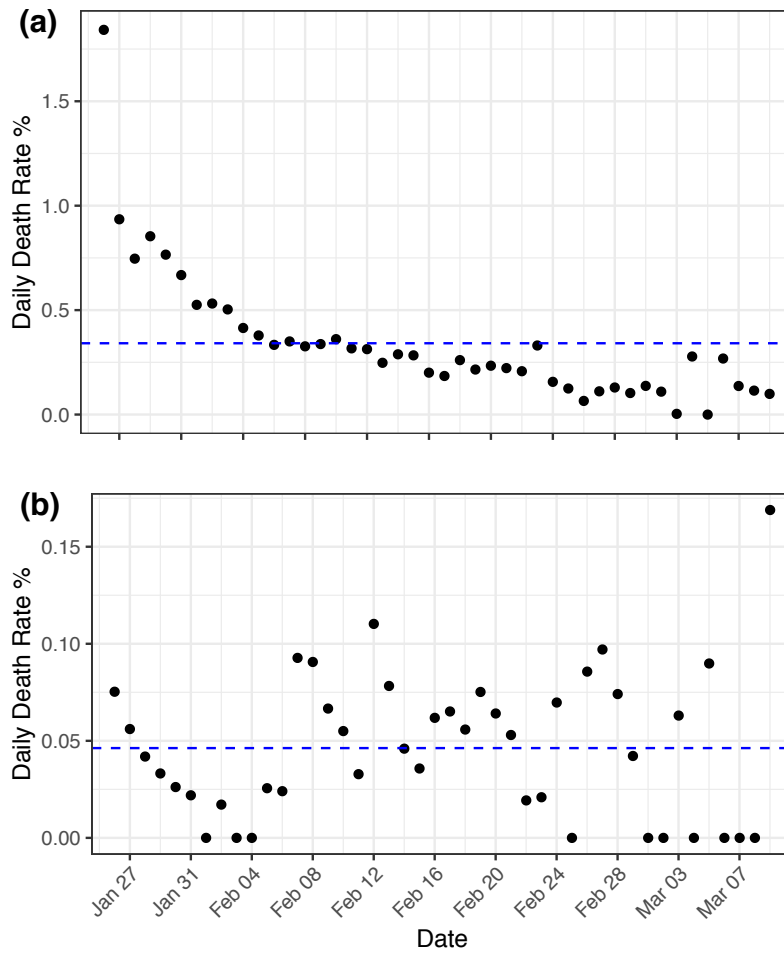 (a)
Daily Death Rate %
1.5
1.0
0.5
0.0
(b)
Daily Death Rate %
0.15
0.10
0.05
0.00
Jan 27
Jan 31
Feb 04
Feb 08
Feb 12
Feb 16
Feb 20
Feb 24
Feb 28
Mar 03
Mar 07
Date